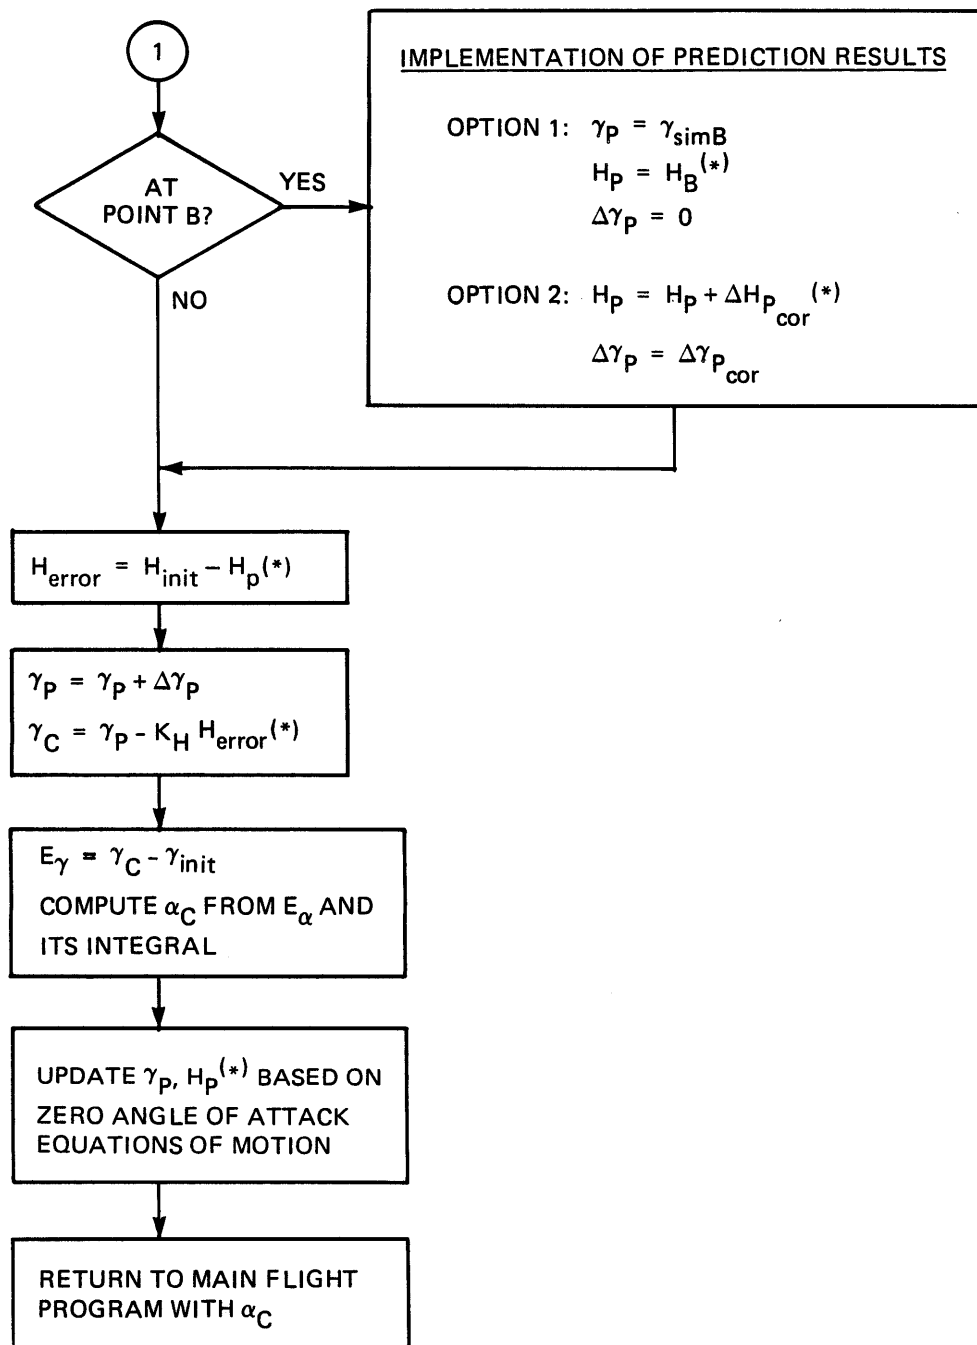 1
AT
POINT B?
YES
NO
IMPLEMENTATION OF PREDICTION RESULTS
OPTION 1: γP = γsimB
HP = HB(*)
ΔγP = 0
OPTION 2: HP = HP + ΔHPcor(*)
ΔγP = ΔγPcor
Herror = Hinit - Hp(*)
γP = γP + ΔγP
γC = γP - KH Herror(*)
Eγ = γC - γinit
COMPUTE αC FROM Eα AND
ITS INTEGRAL
UPDATE γP, HP(*) BASED ON
ZERO ANGLE OF ATTACK
EQUATIONS OF MOTION
RETURN TO MAIN FLIGHT
PROGRAM WITH αC